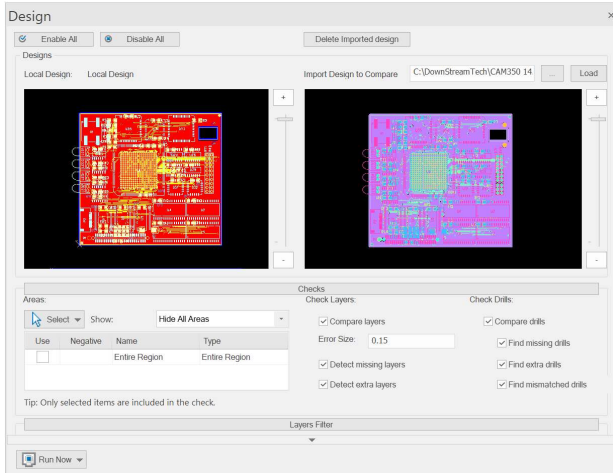 Design
Enable All Disable All Delete Imported design
Designs
Local Design: Local Design Import Design to Compare C:\DownStreamTech\CAM350 14. ... Load
+ +
- -
Checks
Areas: Check Layers: Check Drills:
Select Show: Hide All Areas Compare layers Compare drills
Use Negative Name Type Error Size: 0.15 Find missing drills
Entire Region Entire Region Detect missing layers Find extra drills
Detect extra layers Find mismatched drills
Tip: Only selected items are included in the check.
Layers Filter
Run Now